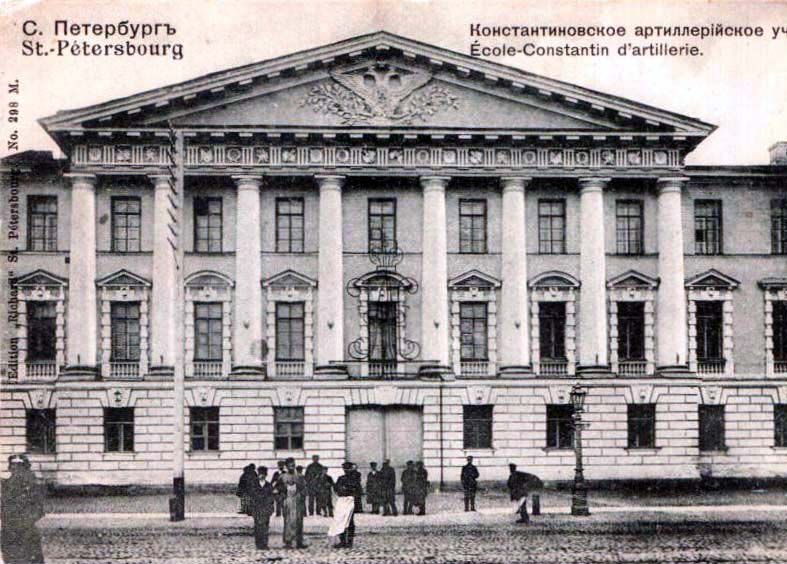 С. Петербургъ
St.-Pétersbourg
Константиновское артиллерійское уч
École-Constantin d'artillerie.
Edition „Richard“ St. Pétersbourg No. 298 M.